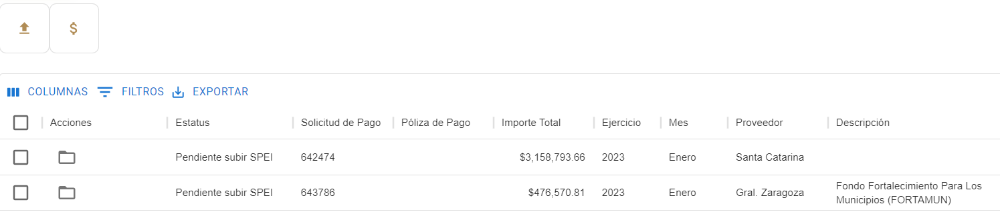 $
COLUMNAS FILTROS EXPORTAR
Acciones Estatus Solicitud de Pago Póliza de Pago Importe Total Ejercicio Mes Proveedor Descripción
Pendiente subir SPEI 642474 $3,158,793.66 2023 Enero Santa Catarina
Pendiente subir SPEI 643786 $476,570.81 2023 Enero Gral. Zaragoza Fondo Fortalecimiento Para Los
Municipios (FORTAMUN)